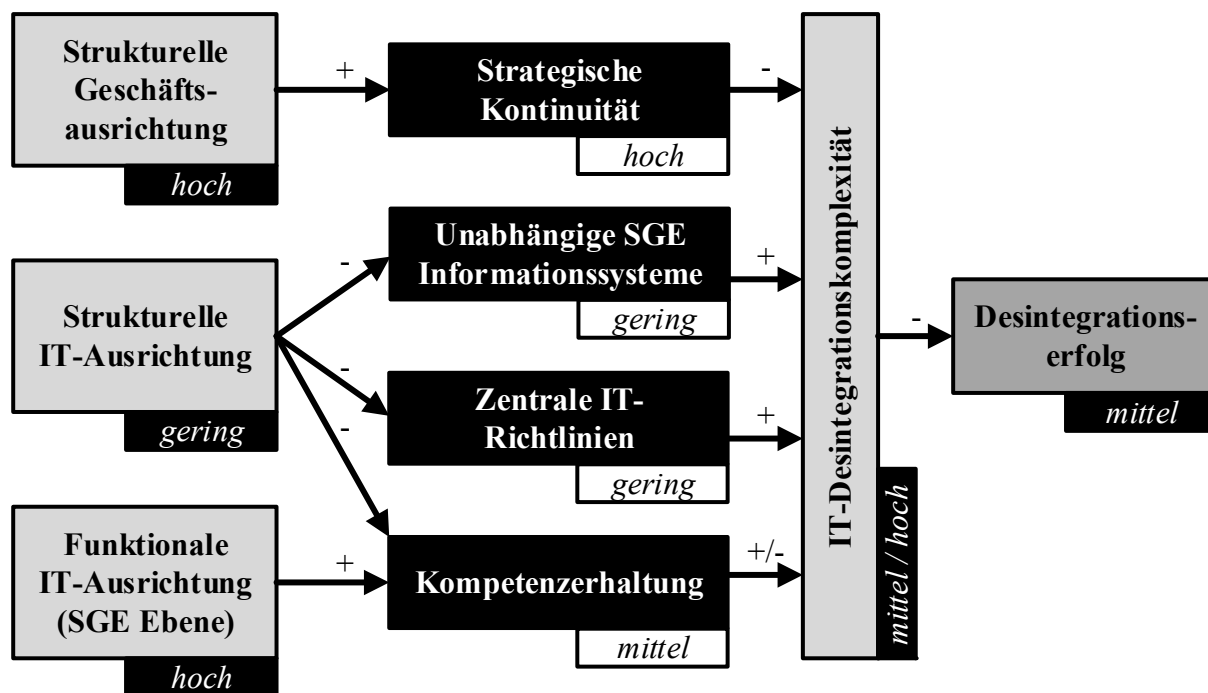 Strukturelle
Geschäfts-
ausrichtung
hoch
+
Strategische
Kontinuität
hoch
-
Strukturelle
IT-Ausrichtung
gering
-
-
-
Unabhängige SGE
Informationssysteme
gering
+
Zentrale IT-
Richtlinien
gering
+
Funktionale
IT-Ausrichtung
(SGE Ebene)
hoch
+
Kompetenzerhaltung
mittel
+/-
IT-Desintegrationskomplexität
mittel / hoch
-
Desintegrations-
erfolg
mittel